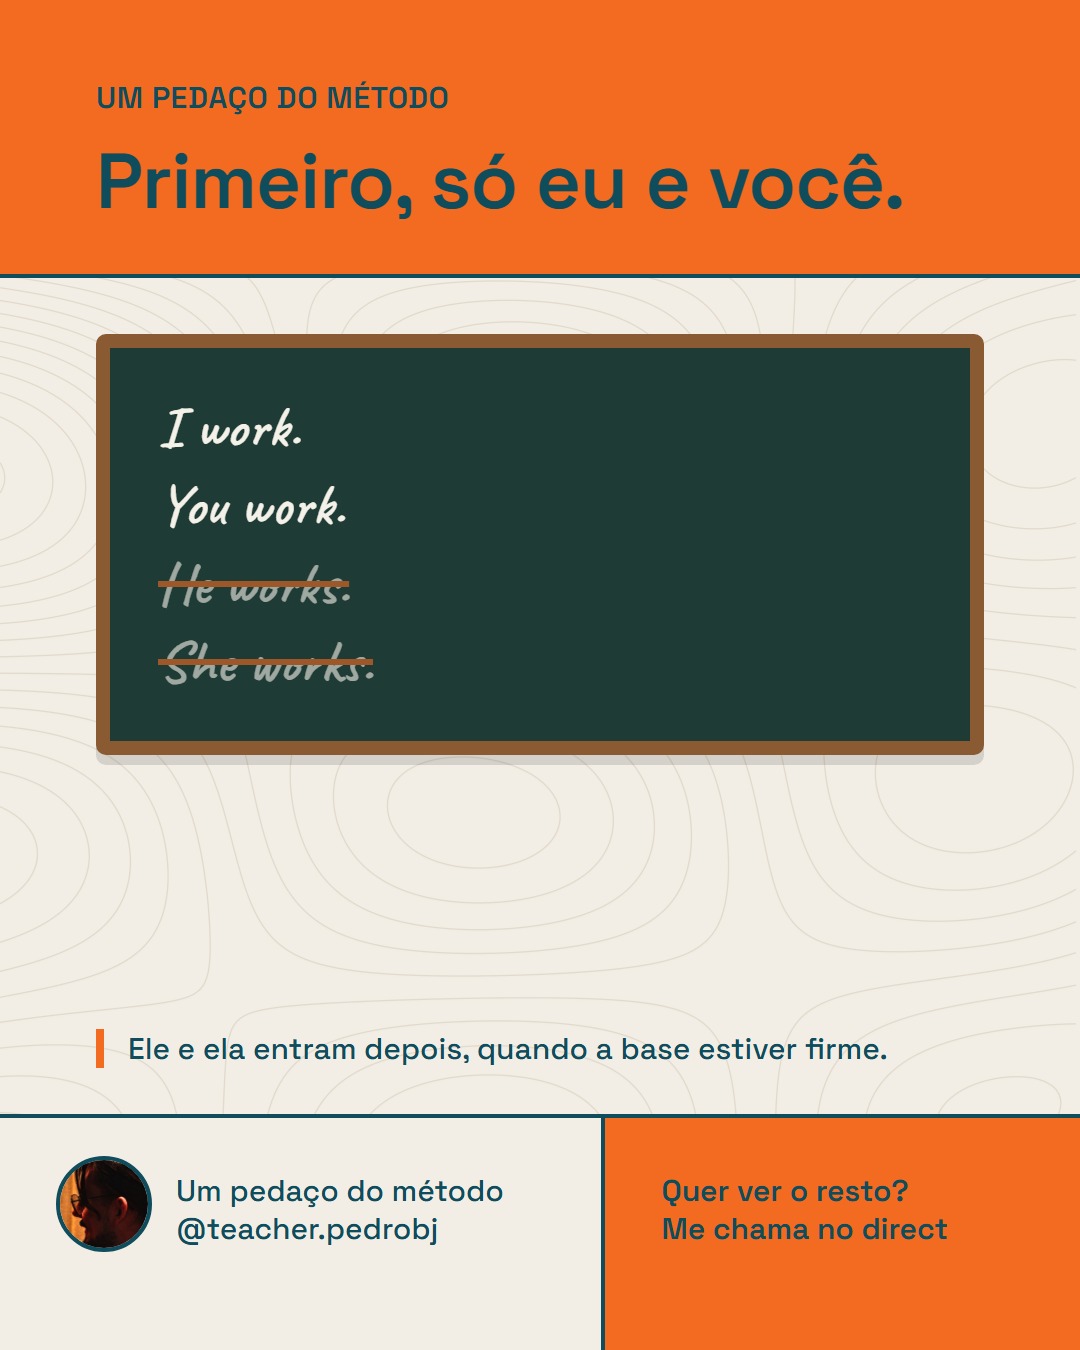 UM PEDAÇO DO MÉTODO
Primeiro, só eu e você.
I work.
You work.
He works.
She works.
Ele e ela entram depois, quando a base estiver firme.
Um pedaço do método
@teacher.pedrobj
Quer ver o resto?
Me chama no direct